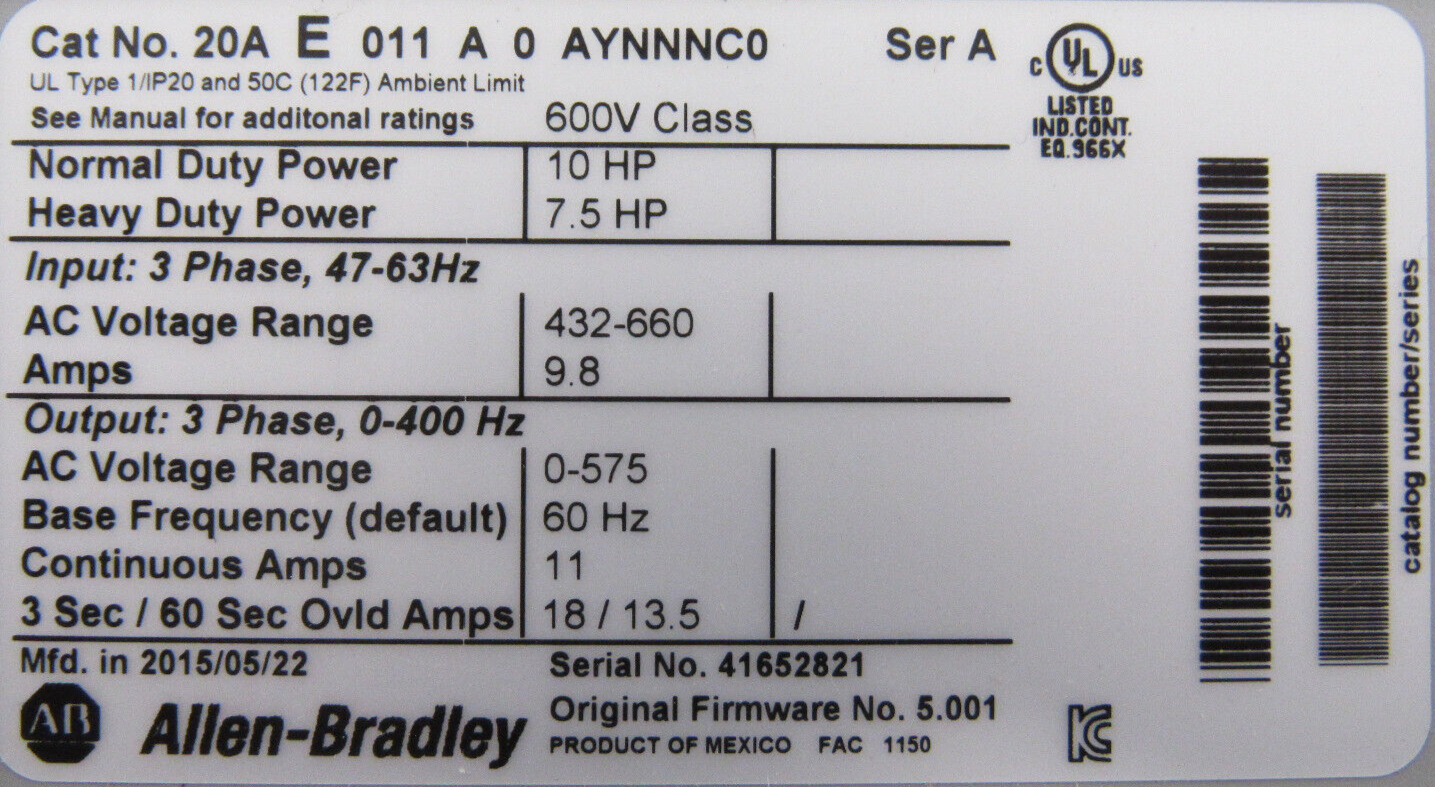 Cat No. 20A E 011 A 0 AYNNNC0 Ser A
UL Type 1/IP20 and 50C (122F) Ambient Limit
See Manual for additonal ratings 600V Class
C UL US
LISTED
IND.CONT.
EQ.966X
Normal Duty Power 10 HP
Heavy Duty Power 7.5 HP
Input: 3 Phase, 47-63Hz
AC Voltage Range 432-660
Amps 9.8
Output: 3 Phase, 0-400 Hz
AC Voltage Range 0-575
Base Frequency (default) 60 Hz
Continuous Amps 11
3 Sec / 60 Sec Ovld Amps 18 / 13.5 /
Mfd. in 2015/05/22 Serial No. 41652821
AB Allen-Bradley
Original Firmware No. 5.001
PRODUCT OF MEXICO FAC 1150
KC
serial number
catalog number/series